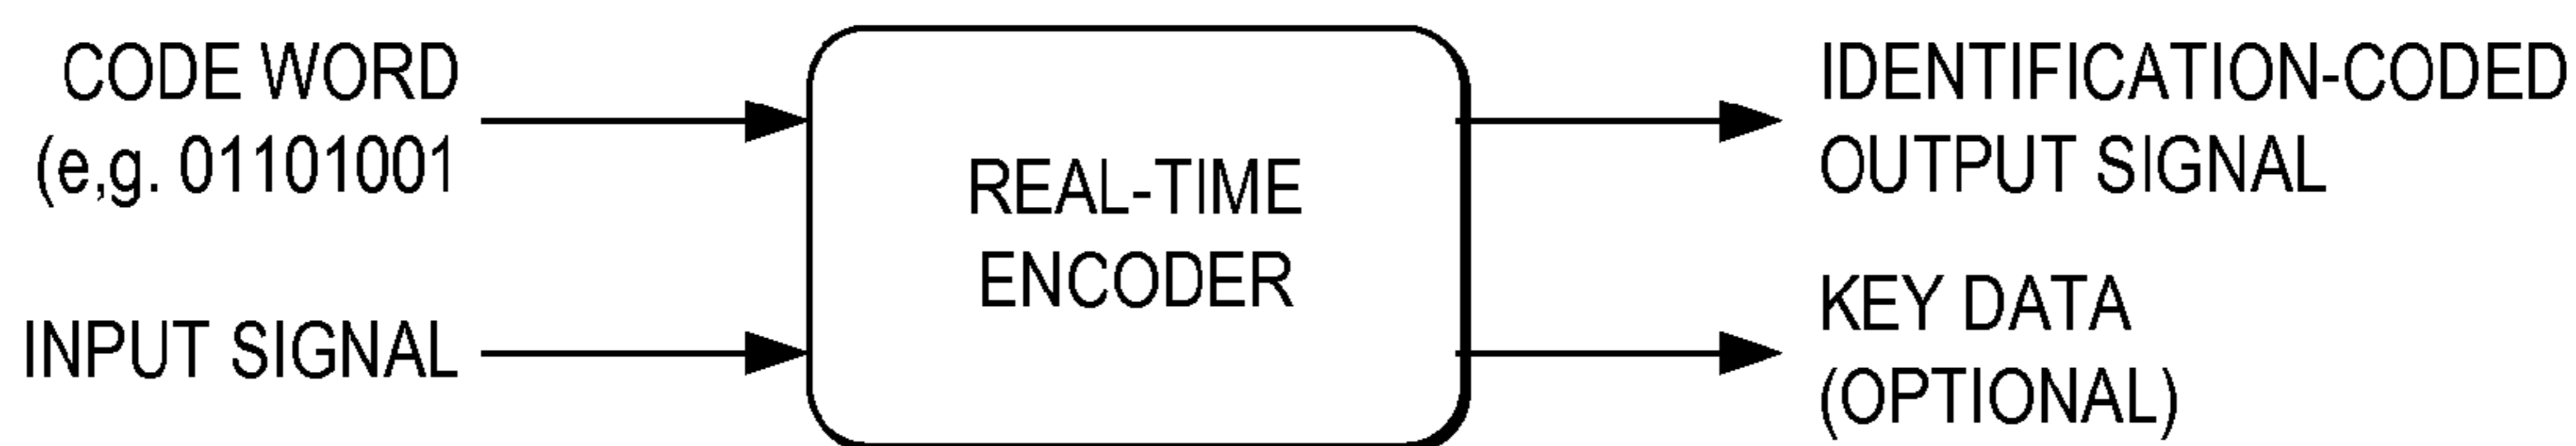 CODE WORD
(e,g. 01101001
INPUT SIGNAL
REAL-TIME
ENCODER
IDENTIFICATION-CODED
OUTPUT SIGNAL
KEY DATA
(OPTIONAL)